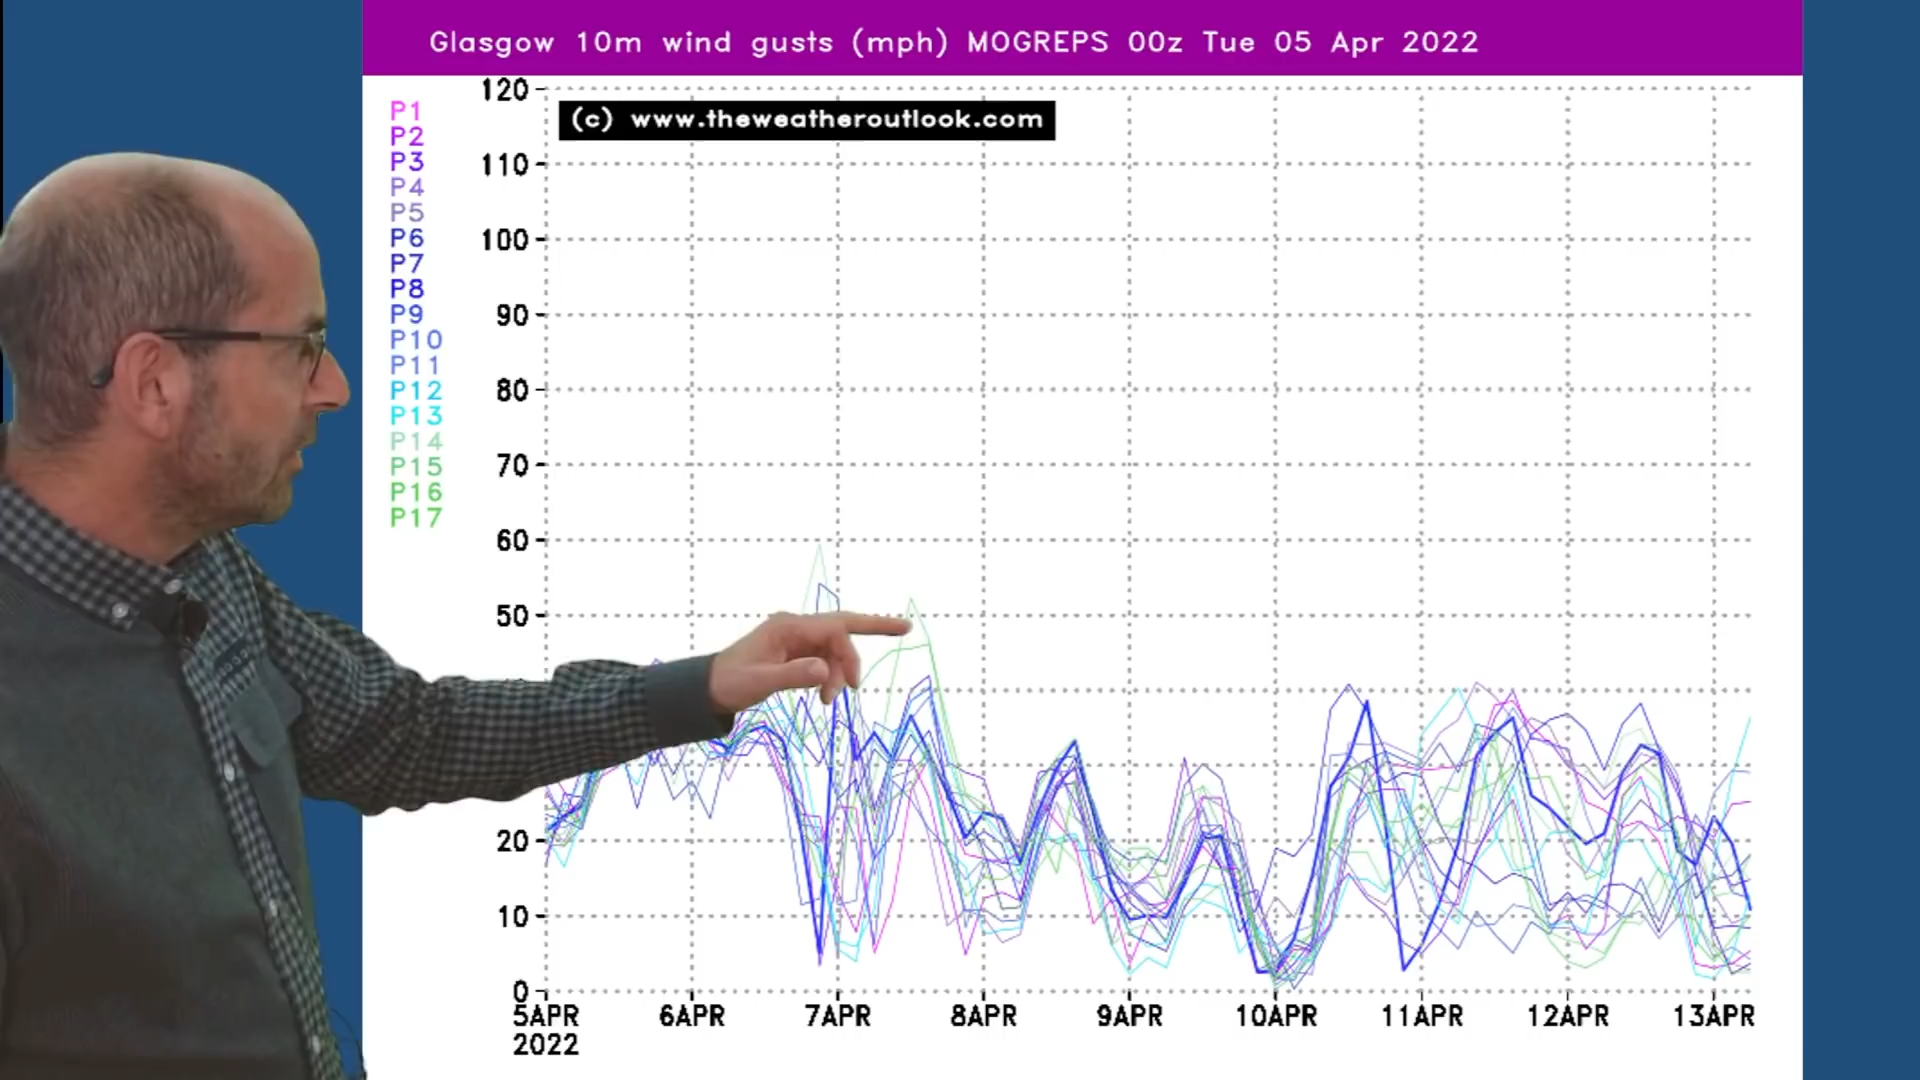 Glasgow 10m wind gusts (mph) MOGREPS 00z Tue 05 Apr 2022
(c) www.theweatheroutlook.com
P1
P2
P3
P4
P5
P6
P7
P8
P9
P10
P11
P12
P13
P14
P15
P16
P17
120
110
100
90
80
70
60
50
20
10
0
5APR 6APR 7APR 8APR 9APR 10APR 11APR 12APR 13APR
2022